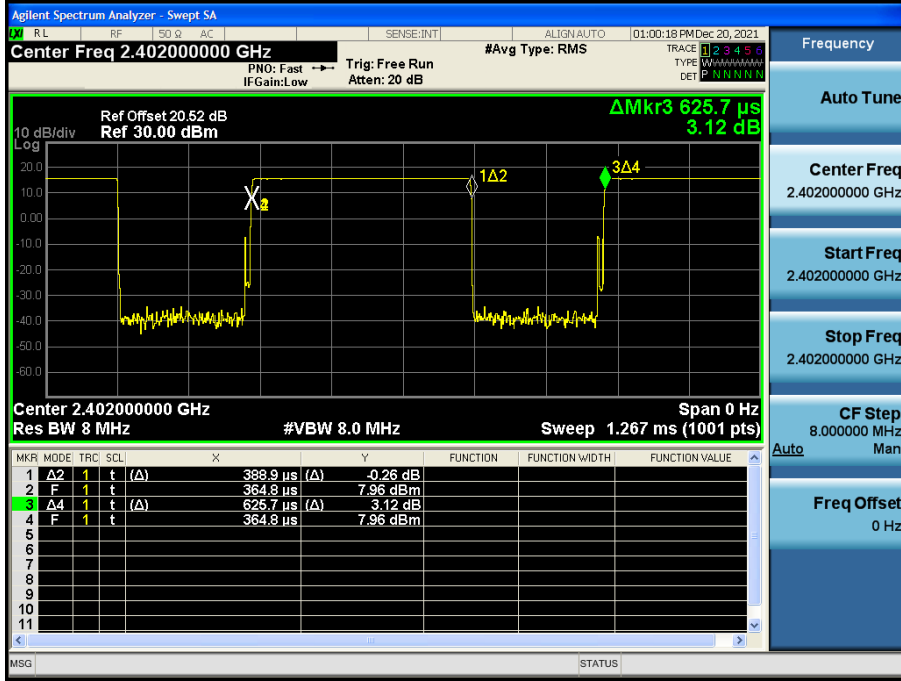 Agilent Spectrum Analyzer - Swept SA
LXI RL RF 50 Ω AC SENSE:INT ALIGN AUTO 01:00:18 PM Dec 20, 2021
Center Freq 2.402000000 GHz
#Avg Type: RMS
TRACE 1 2 3 4 5 6
PNO: Fast Trig: Free Run
TYPE W
IFGain:Low Atten: 20 dB
DET P N N N N N
ΔMkr3 625.7 µs
3.12 dB
Ref Offset 20.52 dB
10 dB/div Ref 30.00 dBm
Log
20.0
10.0
0.00
-10.0
-20.0
-30.0
-40.0
-50.0
-60.0
1Δ2
3Δ4
Center 2.402000000 GHz Span 0 Hz
Res BW 8 MHz #VBW 8.0 MHz Sweep 1.267 ms (1001 pts)
MKR MODE TRC SCL X Y FUNCTION FUNCTION WIDTH FUNCTION VALUE
1 Δ2 1 t (Δ) 388.9 µs (Δ) -0.26 dB
2 F 1 t 364.8 µs 7.96 dBm
3 Δ4 1 t (Δ) 625.7 µs (Δ) 3.12 dB
4 F 1 t 364.8 µs 7.96 dBm
5
6
7
8
9
10
11
MSG STATUS
Frequency
Auto Tune
Center Freq
2.402000000 GHz
Start Freq
2.402000000 GHz
Stop Freq
2.402000000 GHz
CF Step
8.000000 MHz
Auto Man
Freq Offset
0 Hz